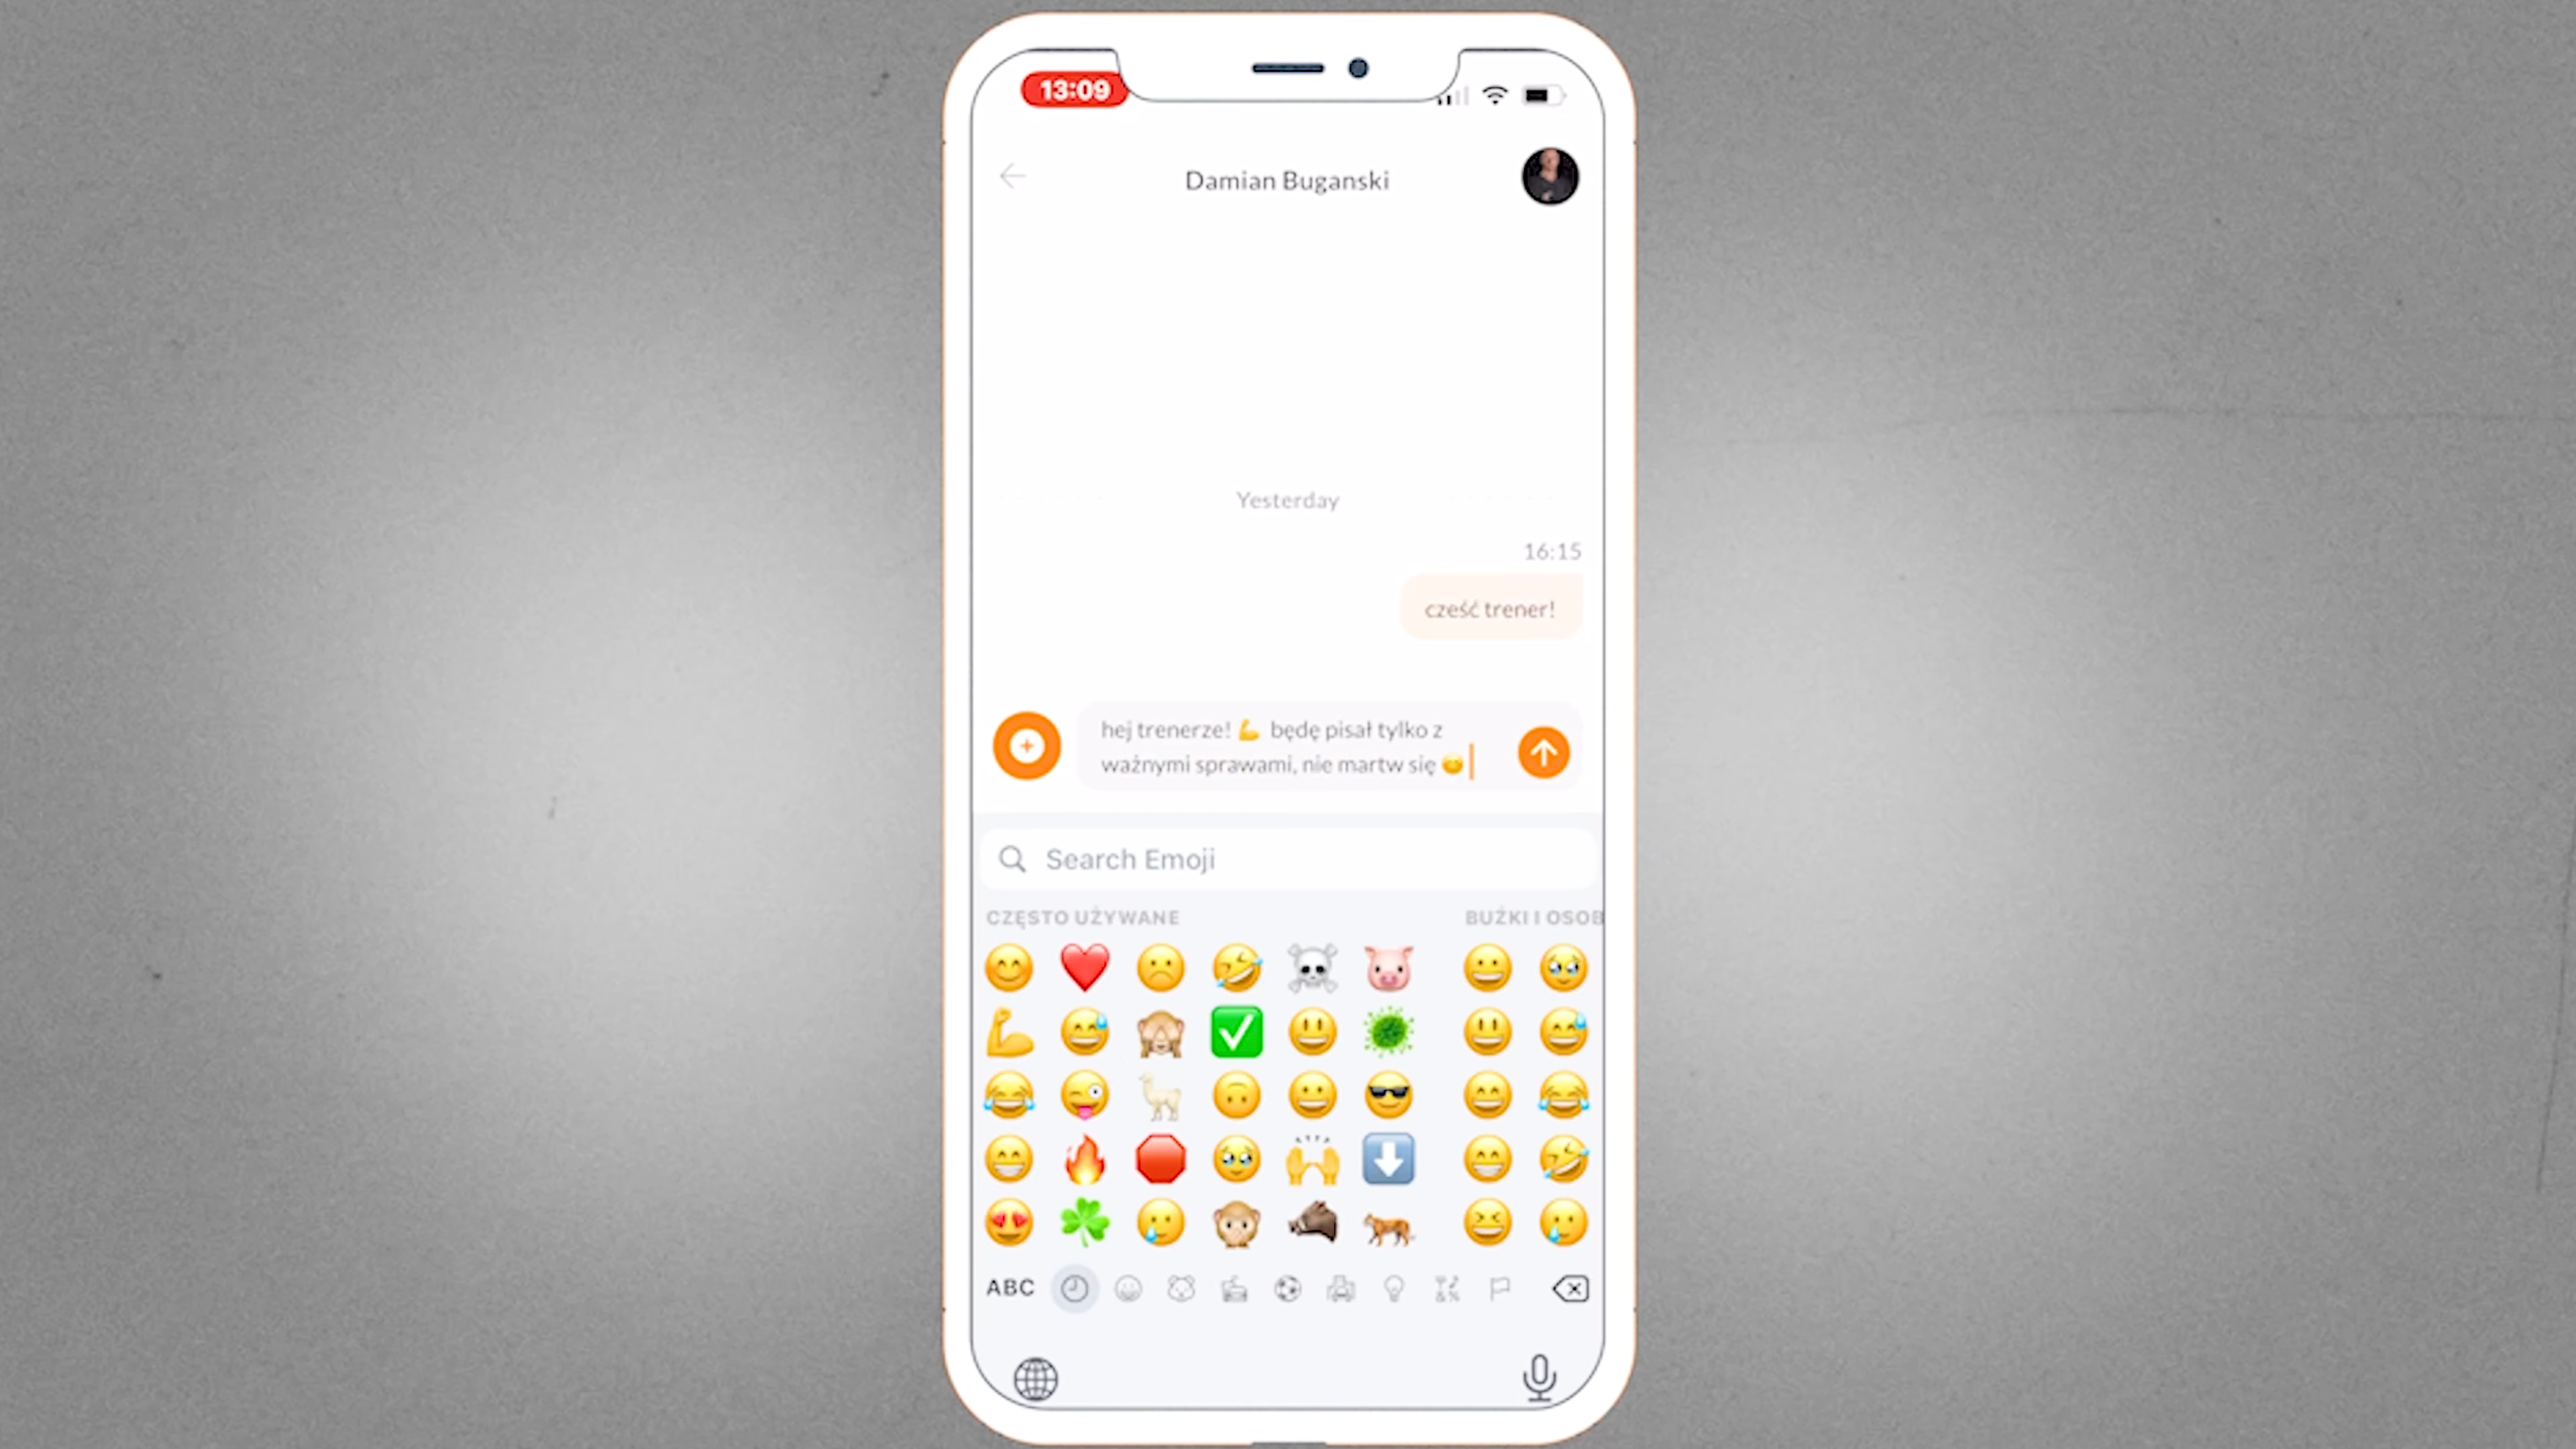 13:09
Damian Buganski
Yesterday
16:15
cześć trener!
hej trenerze! 💪 będę pisał tylko z
ważnymi sprawami, nie martw się 😊
Search Emoji
CZĘSTO UŻYWANE
BUŹKI I OSOB
ABC